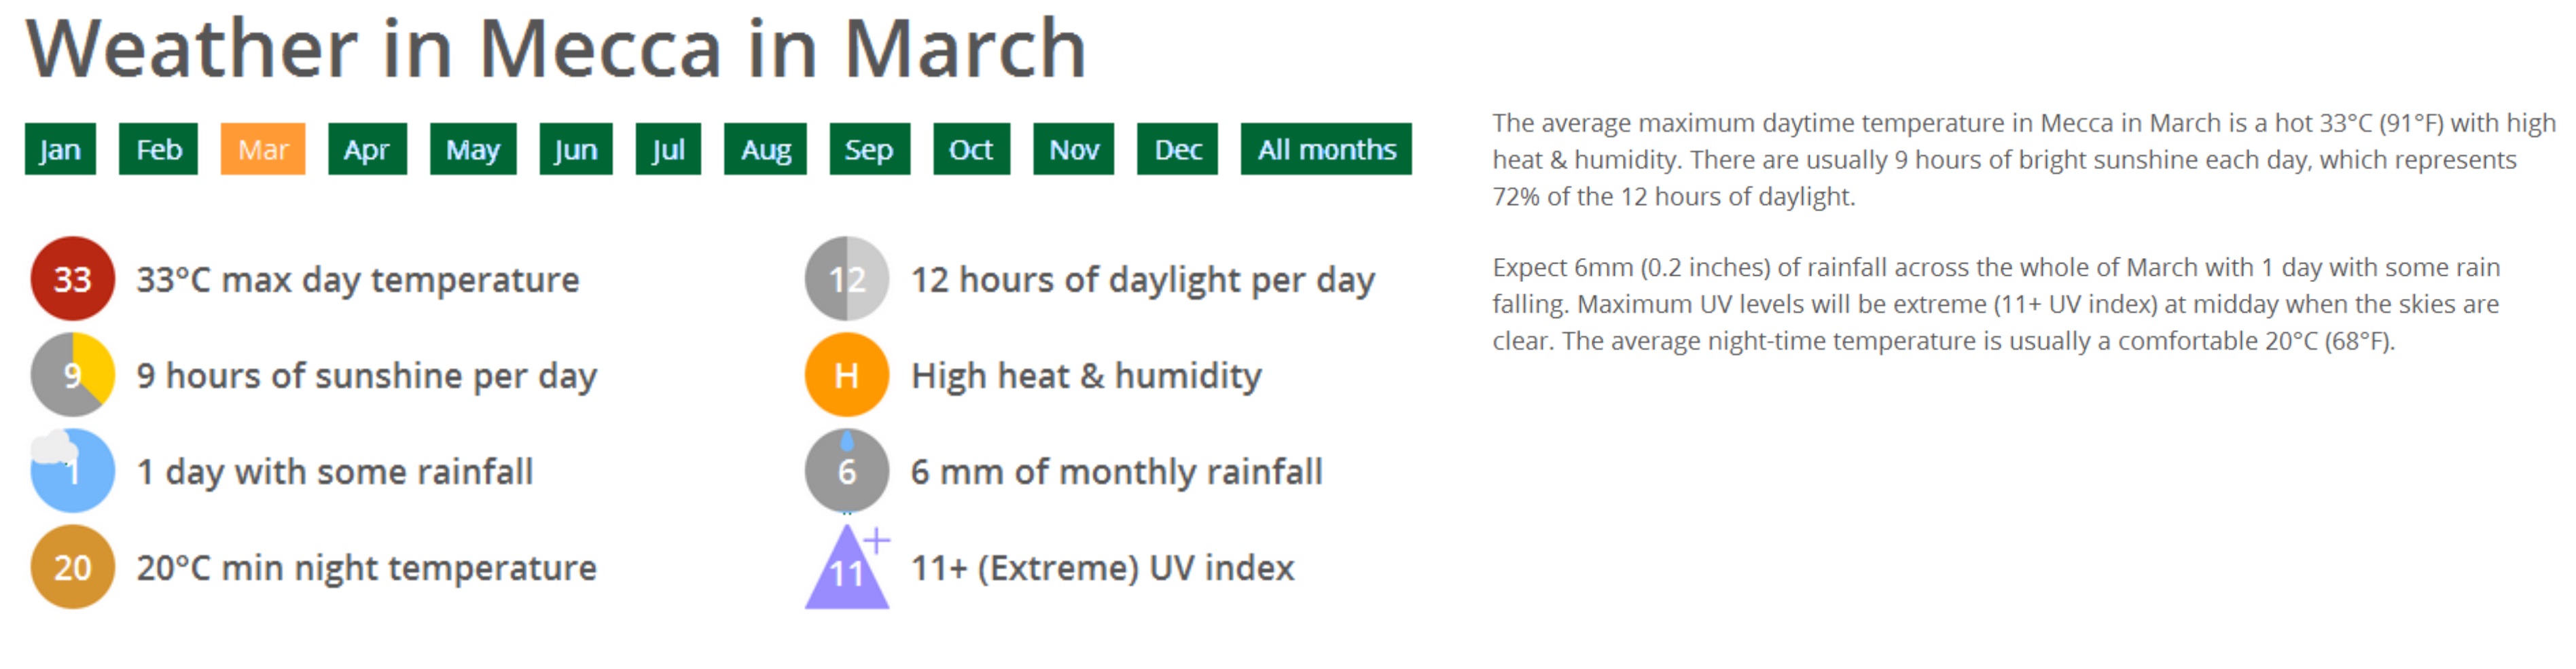 Weather in Mecca in March
Jan Feb Mar Apr May Jun Jul Aug Sep Oct Nov Dec All months
33 33°C max day temperature
12 12 hours of daylight per day
9 9 hours of sunshine per day
H High heat & humidity
1 1 day with some rainfall
6 6 mm of monthly rainfall
20 20°C min night temperature
11+ 11+ (Extreme) UV index
The average maximum daytime temperature in Mecca in March is a hot 33°C (91°F) with high
heat & humidity. There are usually 9 hours of bright sunshine each day, which represents
72% of the 12 hours of daylight.
Expect 6mm (0.2 inches) of rainfall across the whole of March with 1 day with some rain
falling. Maximum UV levels will be extreme (11+ UV index) at midday when the skies are
clear. The average night-time temperature is usually a comfortable 20°C (68°F).